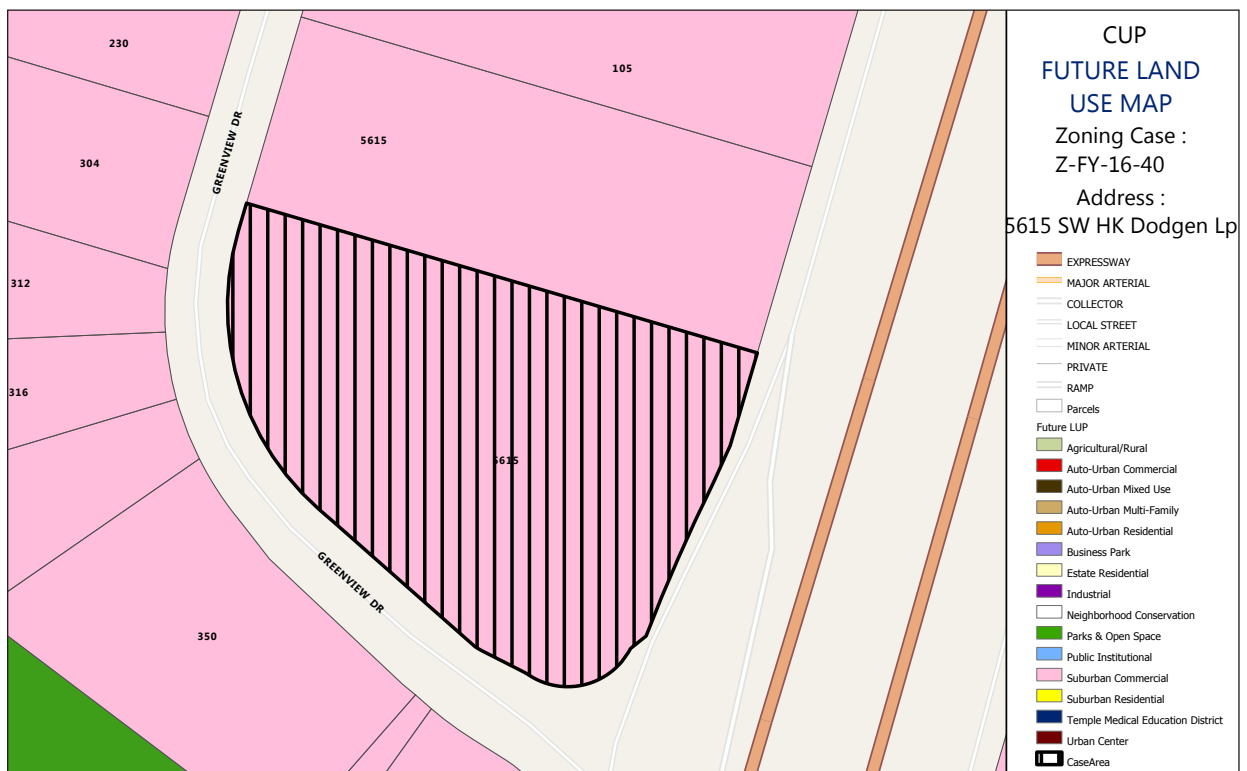 230
105
5615
304
GREENVIEW DR
312
316
5615
GREENVIEW DR
350
CUP
FUTURE LAND
USE MAP
Zoning Case :
Z-FY-16-40
Address :
5615 SW HK Dodgen Lp
EXPRESSWAY
MAJOR ARTERIAL
COLLECTOR
LOCAL STREET
MINOR ARTERIAL
PRIVATE
RAMP
Parcels
Future LUP
Agricultural/Rural
Auto-Urban Commercial
Auto-Urban Mixed Use
Auto-Urban Multi-Family
Auto-Urban Residential
Business Park
Estate Residential
Industrial
Neighborhood Conservation
Parks & Open Space
Public Institutional
Suburban Commercial
Suburban Residential
Temple Medical Education District
Urban Center
CaseArea